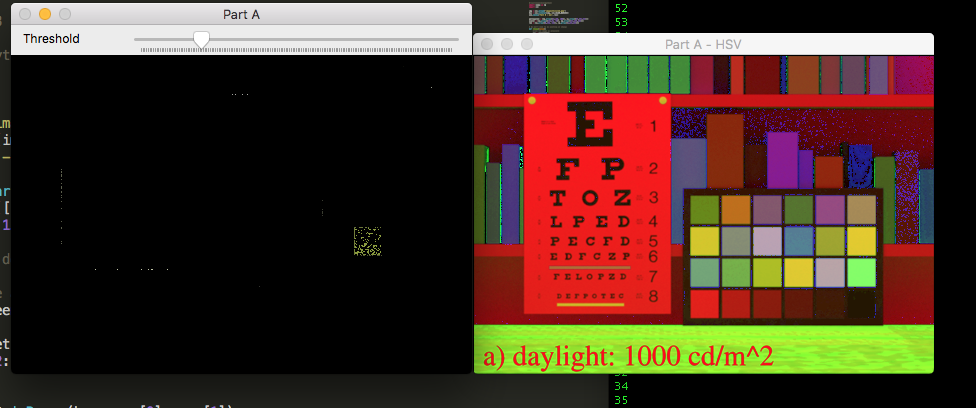 Part A
Threshold
52
53
Part A - HSV
E
1
F P
2
T O Z
3
L P E D
4
P E C F D
5
E D F C Z P
6
F E L O P Z D
7
D E F P O T E C
8
a) daylight: 1000 cd/m^2
34
35